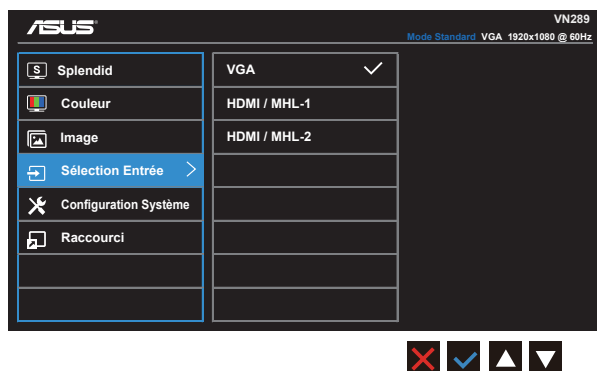 ASUS
VN289
Mode Standard VGA 1920x1080 @ 60Hz
S Splendid
Couleur
Image
Sélection Entrée
Configuration Système
Raccourci
VGA
HDMI / MHL-1
HDMI / MHL-2